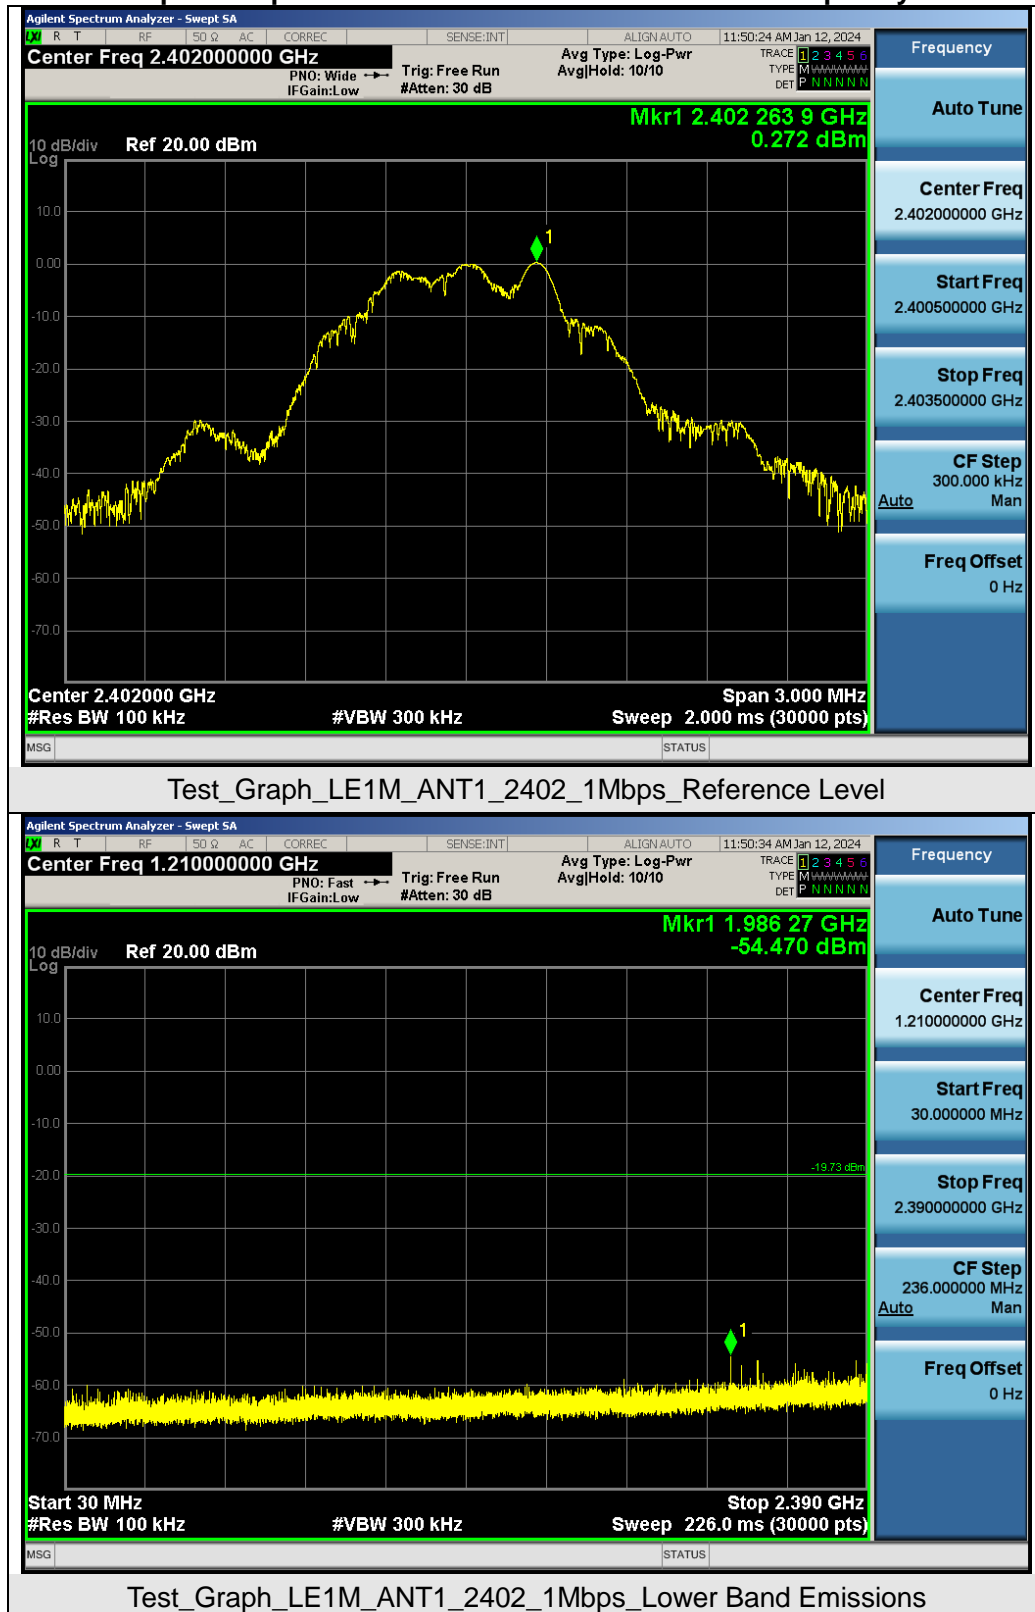 Agilent Spectrum Analyzer - Swept SA
LXI R T RF 50 Ω AC CORREC SENSE:INT ALIGN AUTO 11:50:24 AM Jan 12, 2024
Center Freq 2.402000000 GHz
PNO: Wide
IFGain:Low
Trig: Free Run
#Atten: 30 dB
Avg Type: Log-Pwr
Avg|Hold: 10/10
TRACE 1 2 3 4 5 6
TYPE M WWWWW
DET P N N N N N
Mkr1 2.402 263 9 GHz
0.272 dBm
10 dB/div Ref 20.00 dBm
Log
10.0
0.00
-10.0
-20.0
-30.0
-40.0
-50.0
-60.0
-70.0
1
Center 2.402000 GHz Span 3.000 MHz
#Res BW 100 kHz #VBW 300 kHz Sweep 2.000 ms (30000 pts)
MSG STATUS
Frequency
Auto Tune
Center Freq
2.402000000 GHz
Start Freq
2.400500000 GHz
Stop Freq
2.403500000 GHz
CF Step
300.000 kHz
Auto Man
Freq Offset
0 Hz
Test_Graph_LE1M_ANT1_2402_1Mbps_Reference Level
Agilent Spectrum Analyzer - Swept SA
LXI R T RF 50 Ω AC CORREC SENSE:INT ALIGN AUTO 11:50:34 AM Jan 12, 2024
Center Freq 1.210000000 GHz
PNO: Fast
IFGain:Low
Trig: Free Run
#Atten: 30 dB
Avg Type: Log-Pwr
Avg|Hold: 10/10
TRACE 1 2 3 4 5 6
TYPE M WWWWW
DET P N N N N N
Mkr1 1.986 27 GHz
-54.470 dBm
10 dB/div Ref 20.00 dBm
Log
10.0
0.00
-10.0
-20.0
-30.0
-40.0
-50.0
-60.0
-70.0
-19.73 dBm
1
Start 30 MHz Stop 2.390 GHz
#Res BW 100 kHz #VBW 300 kHz Sweep 226.0 ms (30000 pts)
MSG STATUS
Frequency
Auto Tune
Center Freq
1.210000000 GHz
Start Freq
30.000000 MHz
Stop Freq
2.390000000 GHz
CF Step
236.000000 MHz
Auto Man
Freq Offset
0 Hz
Test_Graph_LE1M_ANT1_2402_1Mbps_Lower Band Emissions